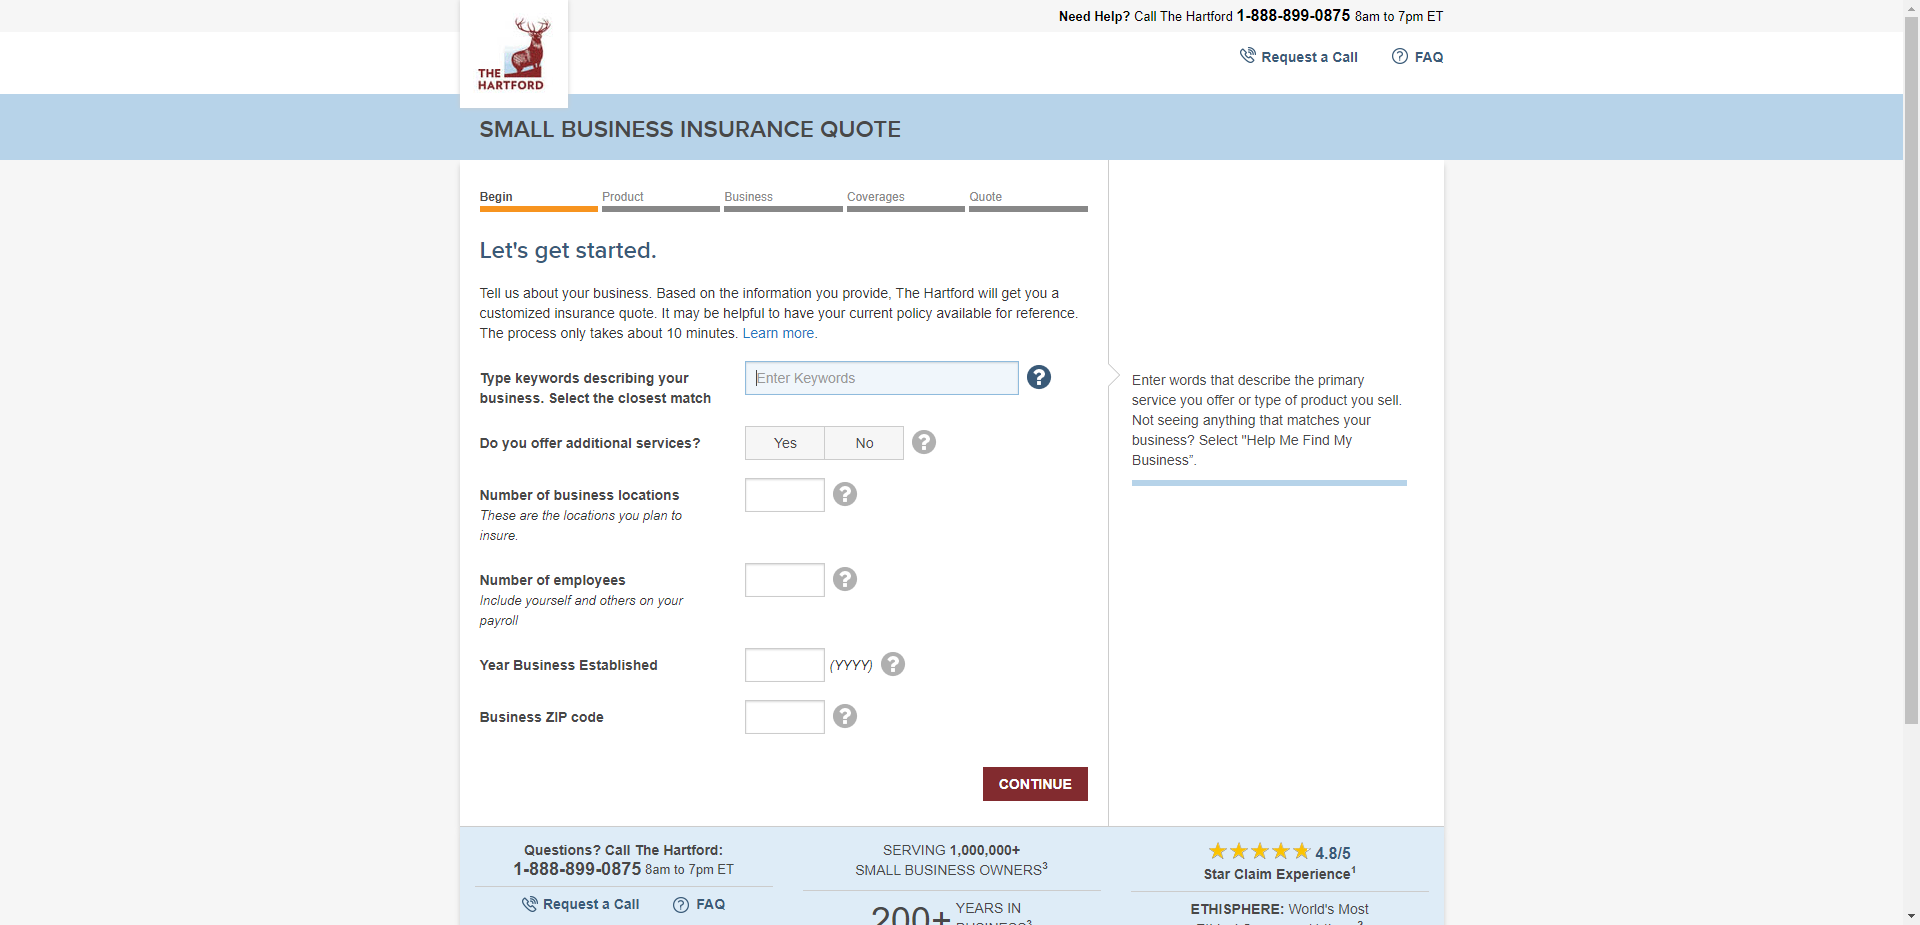 Need Help? Call The Hartford 1-888-899-0875 8am to 7pm ET
THE
HARTFORD
Request a Call
FAQ
SMALL BUSINESS INSURANCE QUOTE
Begin
Product
Business
Coverages
Quote
Let's get started.
Tell us about your business. Based on the information you provide, The Hartford will get you a
customized insurance quote. It may be helpful to have your current policy available for reference.
The process only takes about 10 minutes. Learn more.
Type keywords describing your
business. Select the closest match
Enter Keywords
?
Enter words that describe the primary
service you offer or type of product you sell.
Not seeing anything that matches your
business? Select "Help Me Find My
Business”.
Do you offer additional services?
Yes
No
?
Number of business locations
These are the locations you plan to
insure.
?
Number of employees
Include yourself and others on your
payroll
?
Year Business Established
(YYYY)
?
Business ZIP code
?
CONTINUE
Questions? Call The Hartford:
1-888-899-0875 8am to 7pm ET
Request a Call
FAQ
SERVING 1,000,000+
SMALL BUSINESS OWNERS3
200+
YEARS IN
BUSINESS3
4.8/5
Star Claim Experience1
ETHISPHERE: World's Most